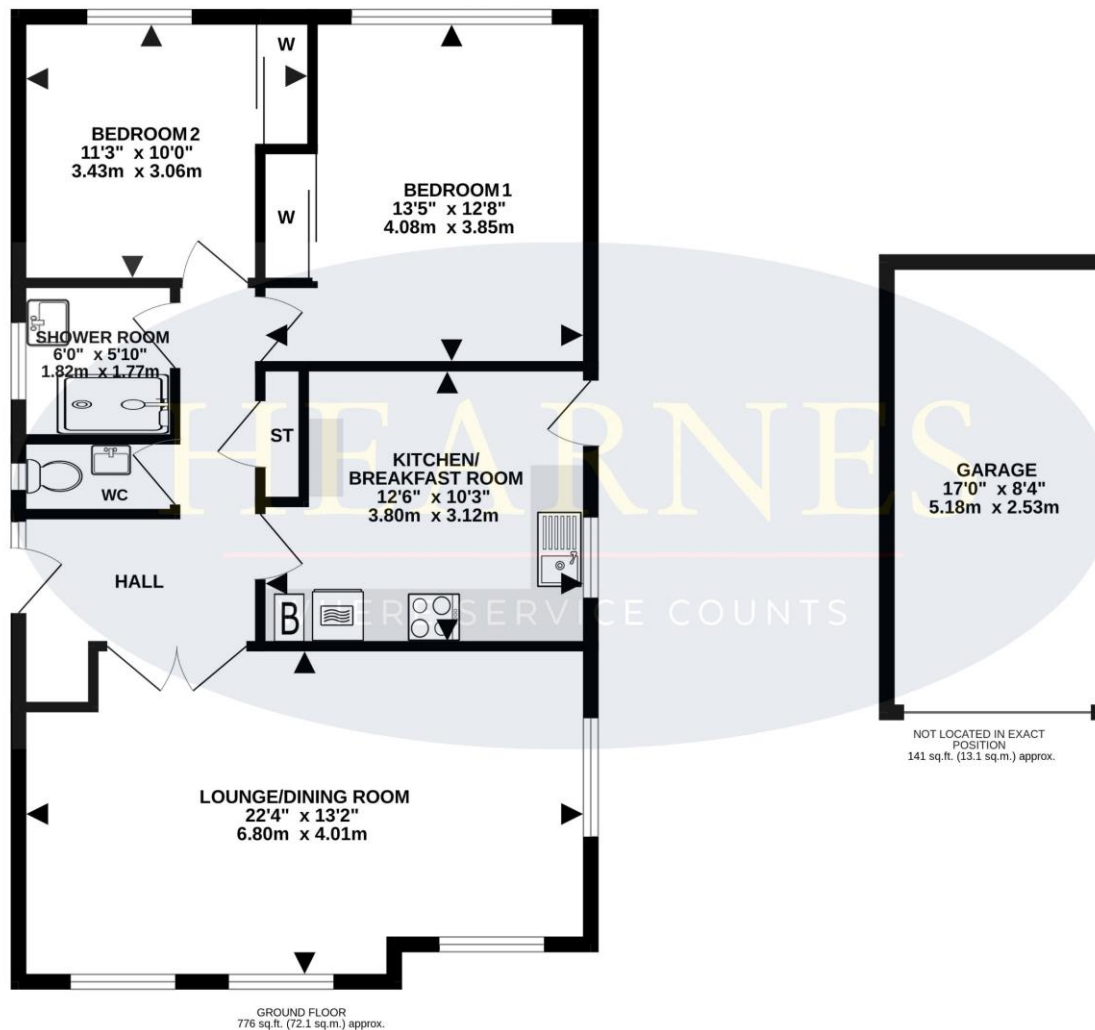 BEDROOM 2
11'3" x 10'0"
3.43m x 3.06m
W
W
BEDROOM 1
13'5" x 12'8"
4.08m x 3.85m
SHOWER ROOM
6'0" x 5'10"
1.82m x 1.77m
WC
ST
KITCHEN/
BREAKFAST ROOM
12'6" x 10'3"
3.80m x 3.12m
HALL
B
HEARNES
WHERE SERVICE COUNTS
GARAGE
17'0" x 8'4"
5.18m x 2.53m
NOT LOCATED IN EXACT
POSITION
141 sq.ft. (13.1 sq.m.) approx.
LOUNGE/DINING ROOM
22'4" x 13'2"
6.80m x 4.01m
GROUND FLOOR
776 sq.ft. (72.1 sq.m.) approx.